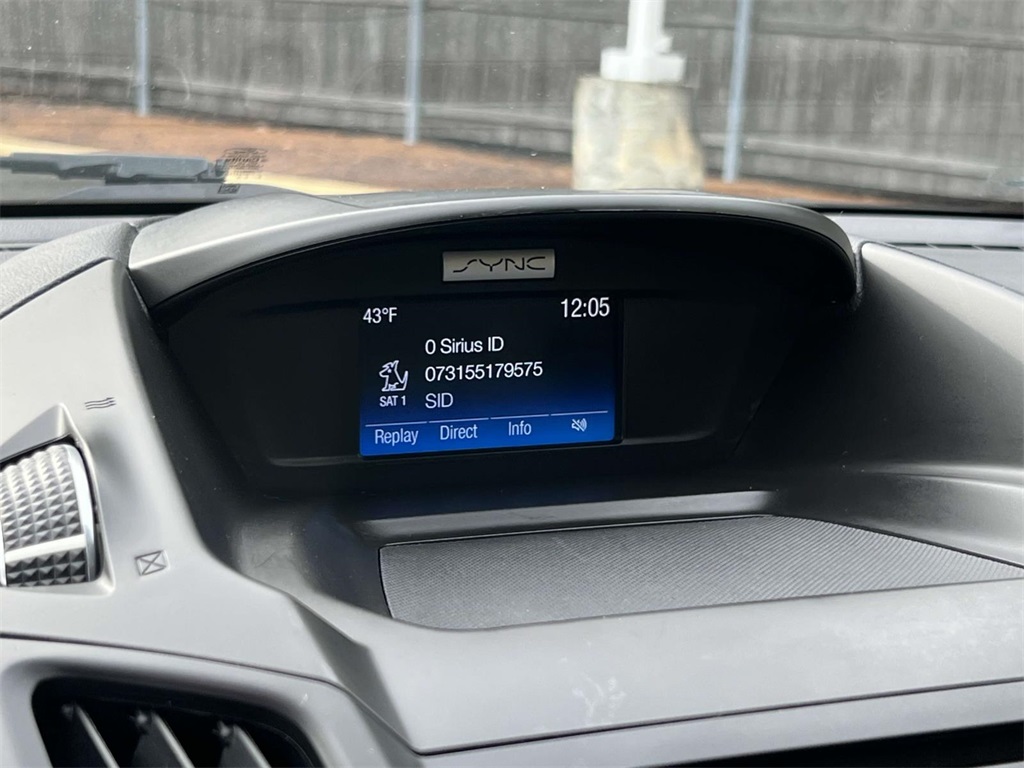 SYNC
43°F 12:05
0 Sirius ID
073155179575
SAT 1 SID
Replay Direct Info